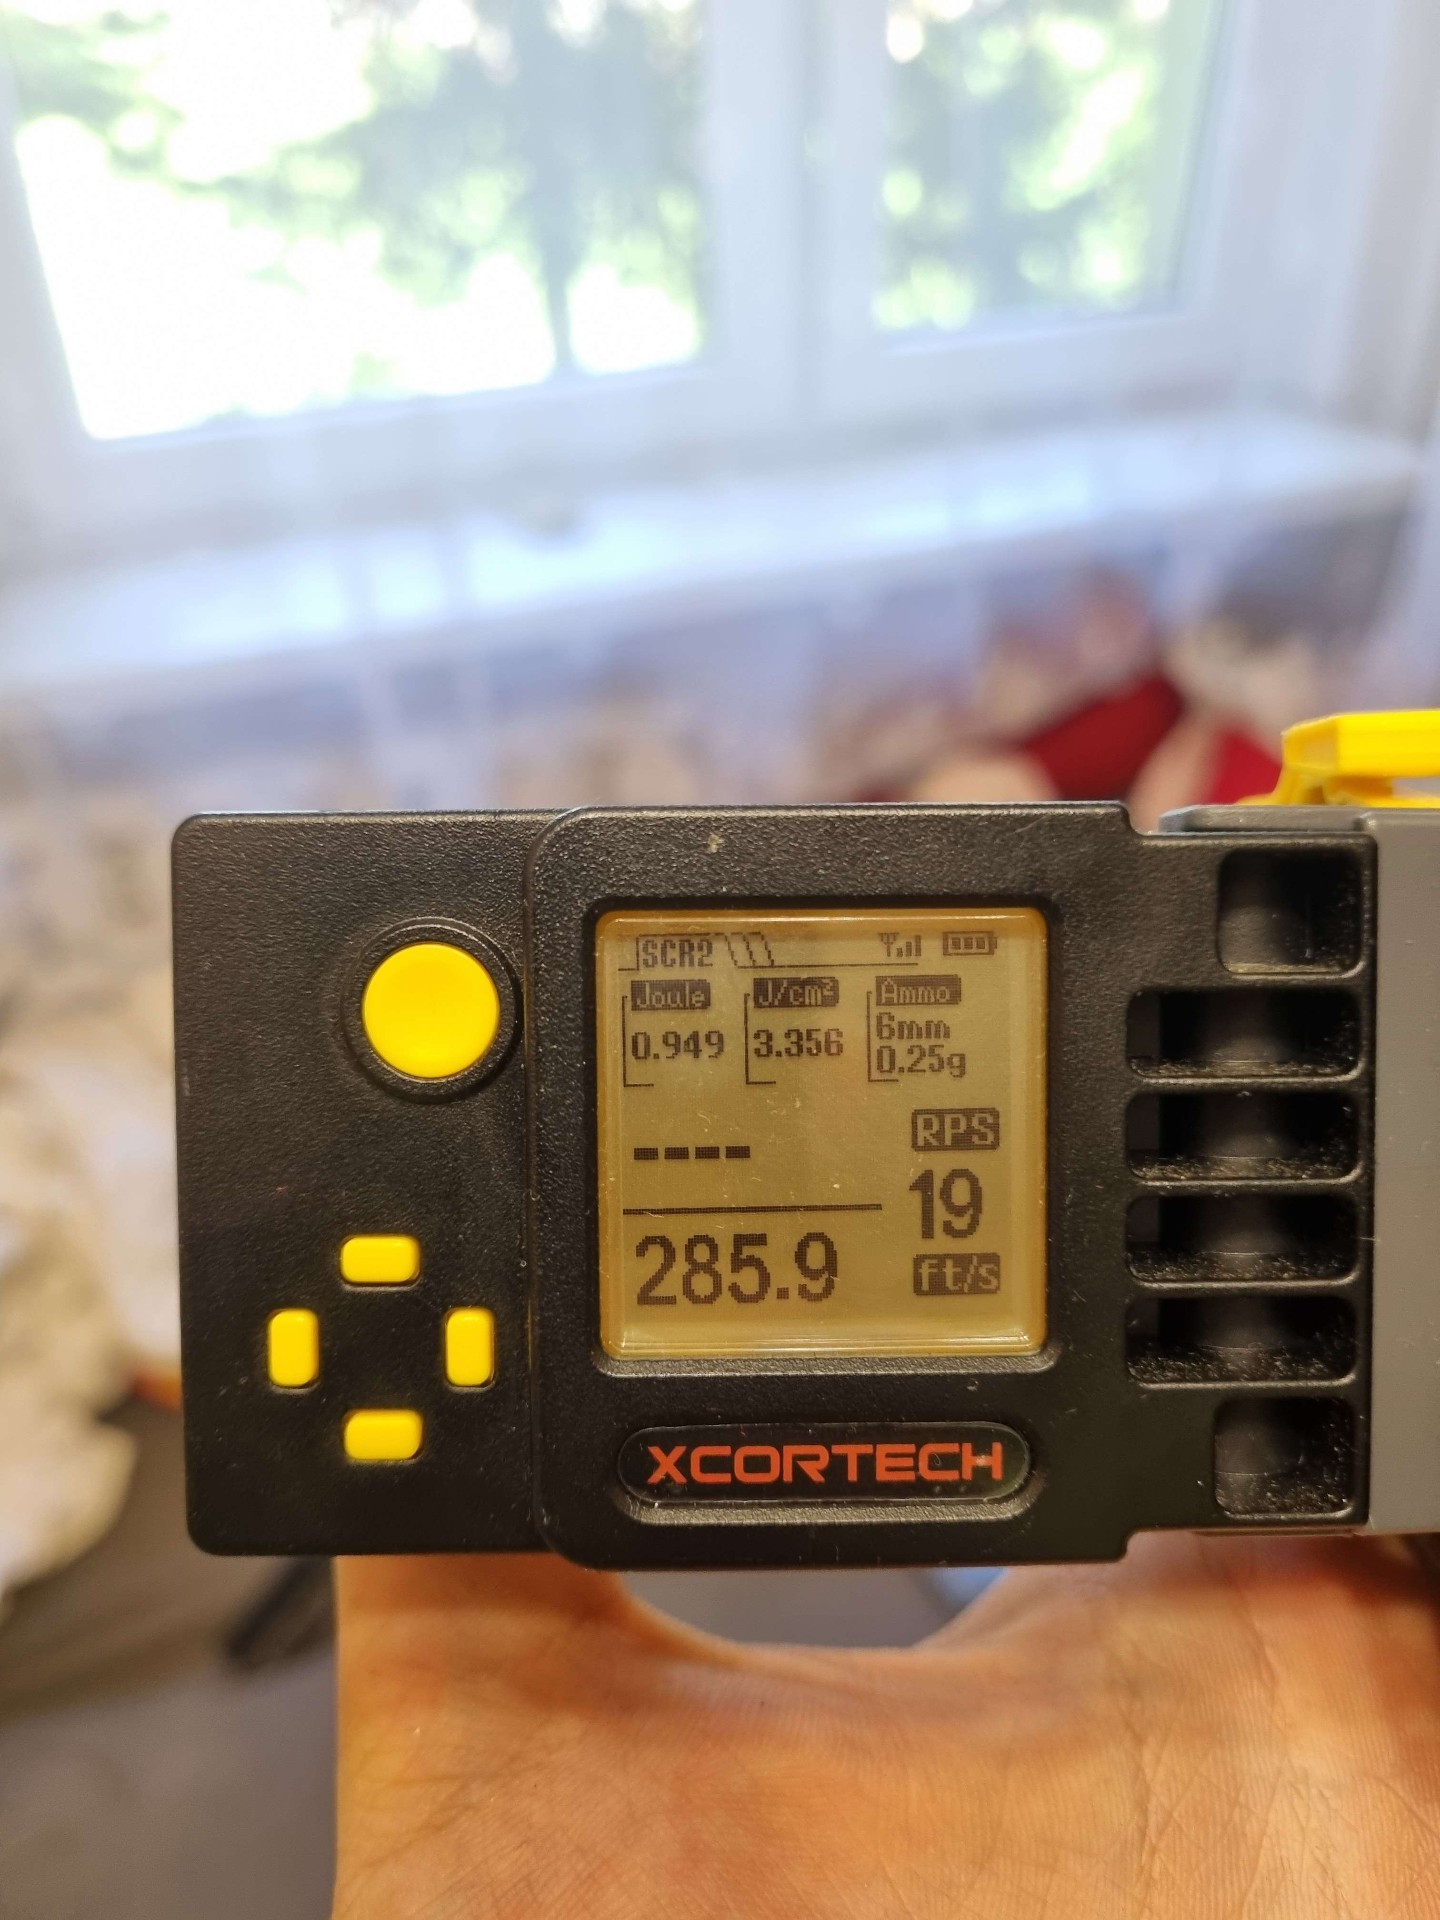 SCR2
Joule J/cm² Ammo
0.949 3.356 6mm
0.25g
RPS
----
19
285.9 ft/s
XCORTECH